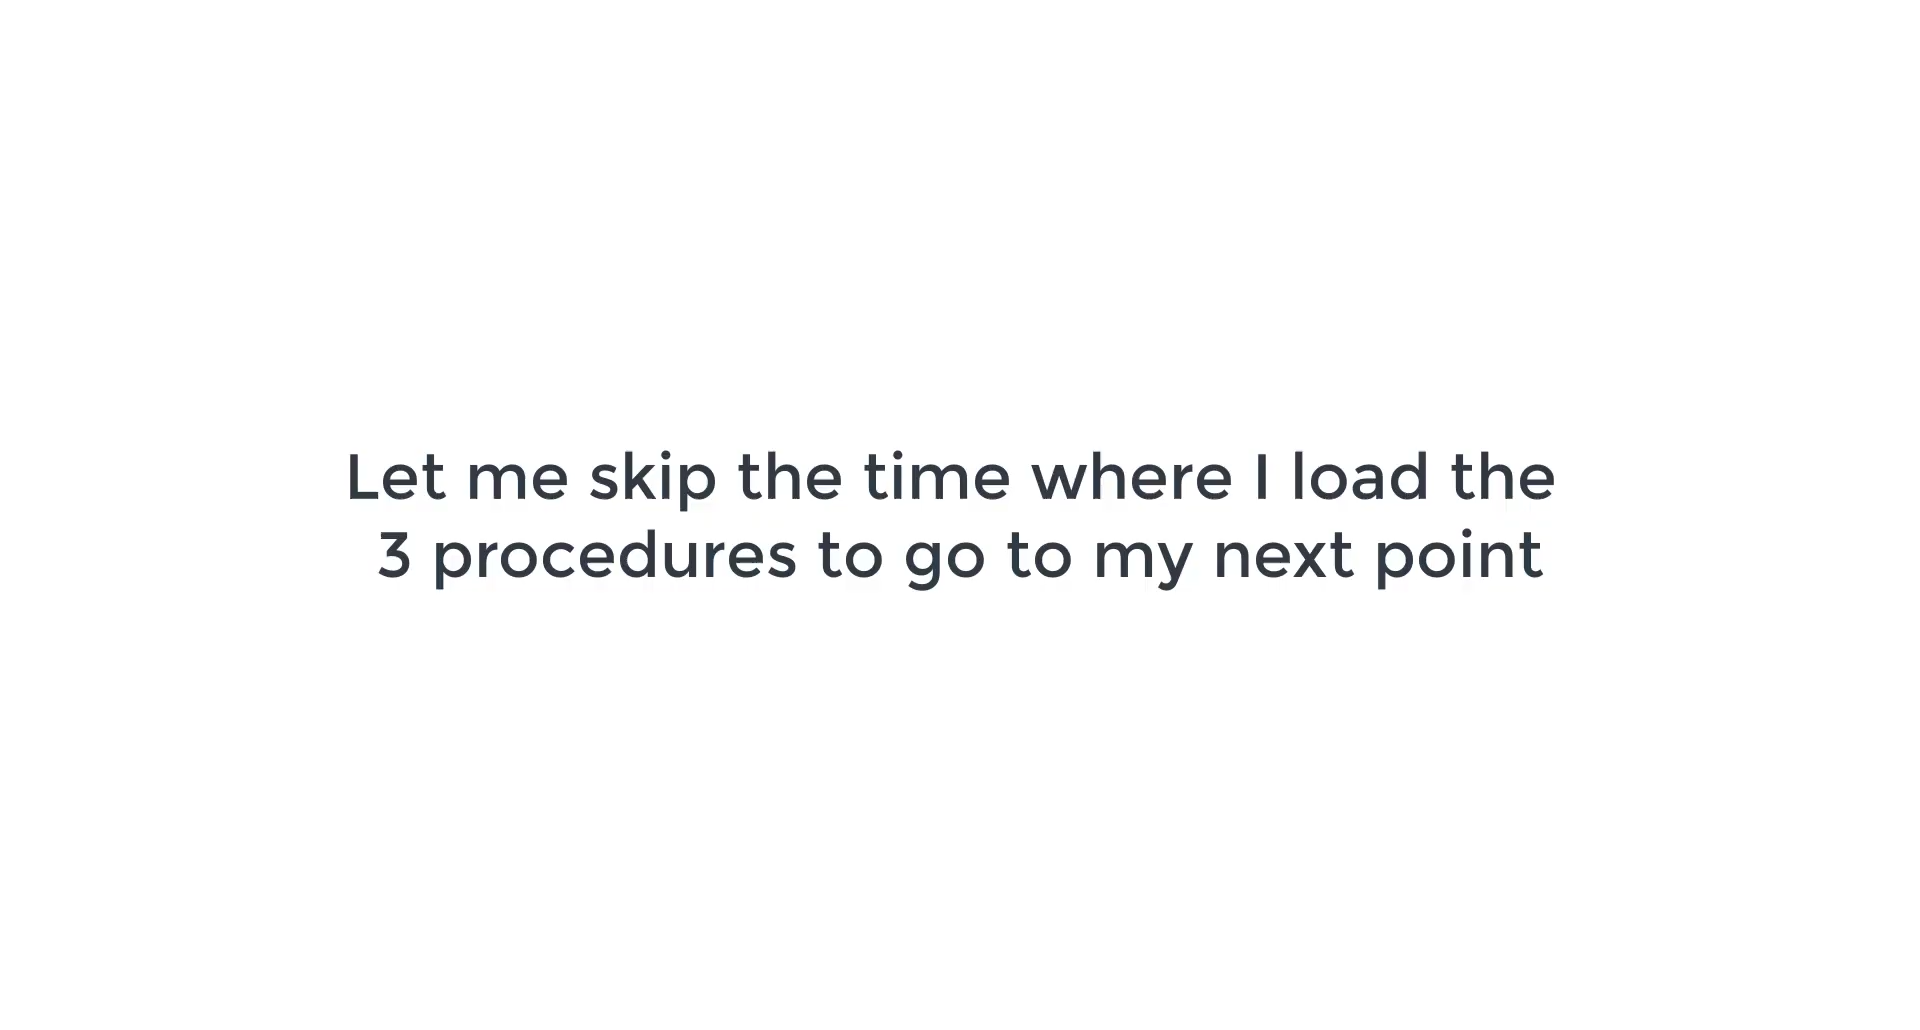 Let me skip the time where I load the
3 procedures to go to my next point